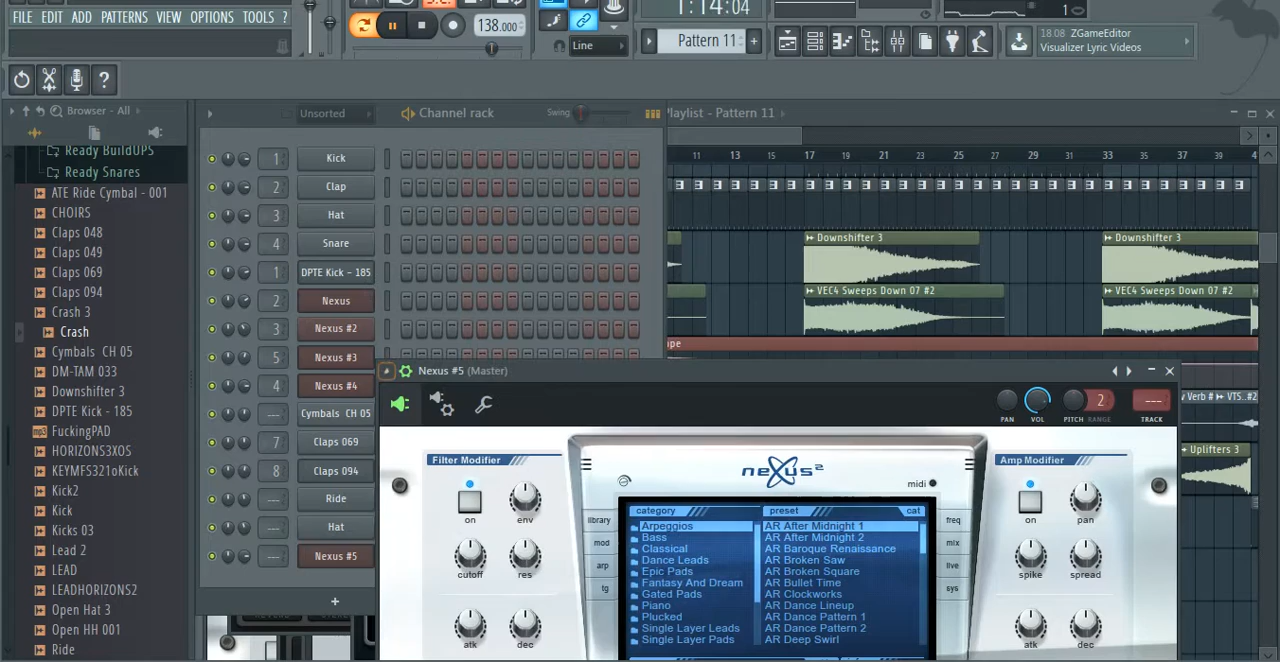 1:14:04
1
FILE EDIT ADD PATTERNS VIEW OPTIONS TOOLS ?
138.000
Line
Pattern 11
18.08 ZGameEditor
Visualizer Lyric Videos
Browser - All
Unsorted
Channel rack
Swing
Playlist - Pattern 11
Ready BuildUPS
Ready Snares
ATE Ride Cymbal - 001
CHOIRS
Claps 048
Claps 049
Claps 069
Claps 094
Crash 3
Crash
Cymbals CH 05
DM-TAM 033
Downshifter 3
DPTE Kick - 185
FuckingPAD
HORIZONS3XOS
KEYMFS321oKick
Kick2
Kick
Kicks 03
Lead 2
LEAD
LEADHORIZONS2
Open Hat 3
Open HH 001
Ride
1 Kick
2 Clap
3 Hat
4 Snare
1 DPTE Kick - 185
2 Nexus
3 Nexus #2
5 Nexus #3
4 Nexus #4
--- Cymbals CH 05
7 Claps 069
8 Claps 094
--- Ride
--- Hat
--- Nexus #5
+
11 13 15 17 19 21 23 25 27 29 31 33 35 37 39 4
Downshifter 3
Downshifter 3
VEC4 Sweeps Down 07 #2
VEC4 Sweeps Down 07 #2
Verb # VTS..#2
Uplifters 3
Nexus #5 (Master)
2
---
PAN VOL PITCH RANGE TRACK
Filter Modifier
on env
cutoff res
atk dec
nexus²
midi
library
mod
arp
tg
category
Arpeggios
Bass
Classical
Dance Leads
Epic Pads
Fantasy And Dream
Gated Pads
Piano
Plucked
Single Layer Leads
Single Layer Pads
preset cat
AR After Midnight 1
AR After Midnight 2
AR Baroque Renaissance
AR Broken Saw
AR Broken Square
AR Bullet Time
AR Clockworks
AR Dance Lineup
AR Dance Pattern 1
AR Dance Pattern 2
AR Deep Swirl
freq
mix
live
sys
Amp Modifier
on pan
spike spread
atk dec